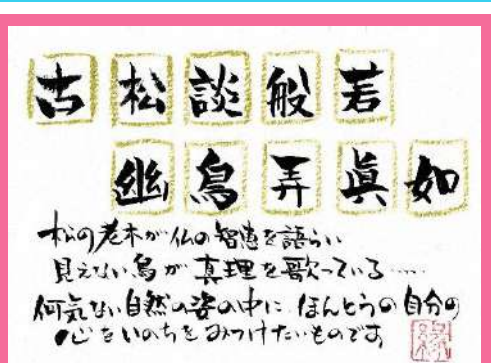 古松談般若
幽鳥弄眞如
松の老木が仏の智恵を語らい
見えない鳥が真理を歌っている……
何気ない自然の姿の中に、ほんとうの自分の
心をいのちをみつけたいものです